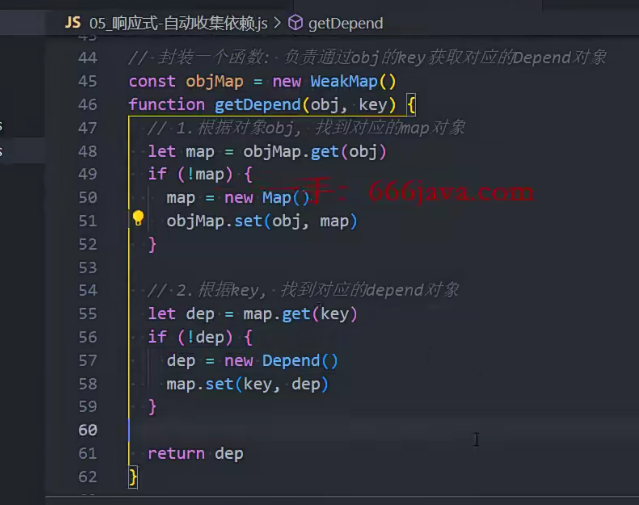 JS 05_响应式-自动收集依赖.js > getDepend
44 // 封装一个函数: 负责通过obj的key获取对应的Depend对象
45 const objMap = new WeakMap()
46 function getDepend(obj, key) {
47 // 1.根据对象obj, 找到对应的map对象
48 let map = objMap.get(obj)
49 if (!map) {
50 map = new Map()
51 objMap.set(obj, map)
52 }
53
54 // 2.根据key, 找到对应的depend对象
55 let dep = map.get(key)
56 if (!dep) {
57 dep = new Depend()
58 map.set(key, dep)
59 }
60
61 return dep
62 }
一手：666java.com